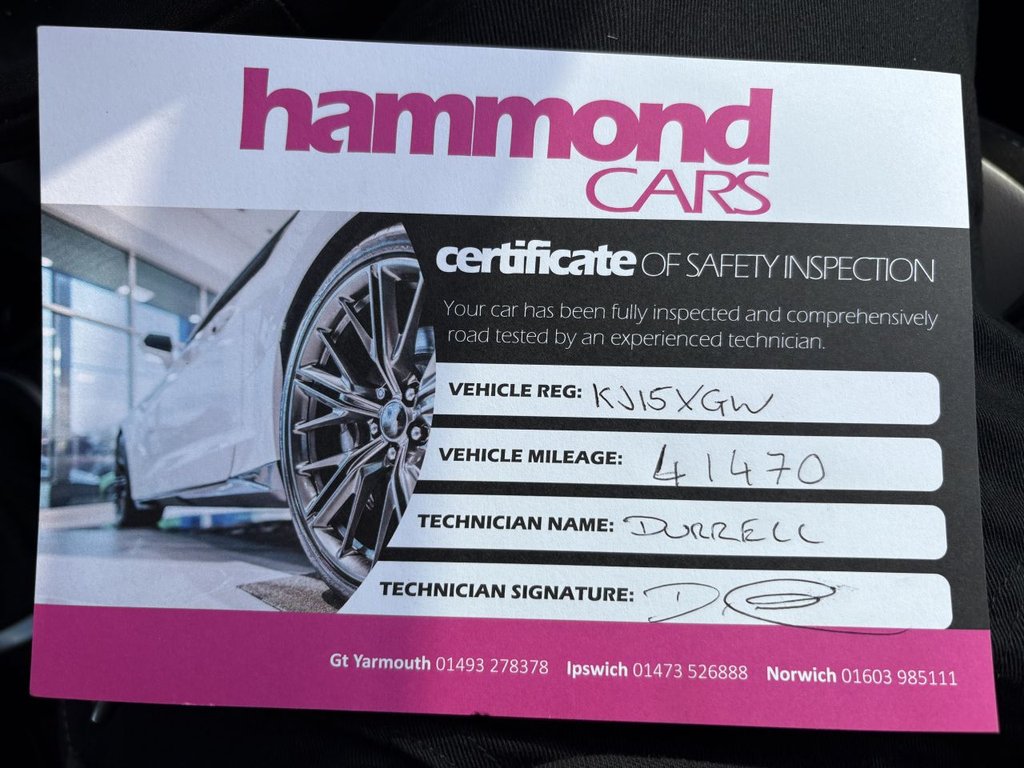 hammond
CARS
certificate OF SAFETY INSPECTION
Your car has been fully inspected and comprehensively
road tested by an experienced technician.
VEHICLE REG: KJ15XGW
VEHICLE MILEAGE: 41470
TECHNICIAN NAME: DURRELL
TECHNICIAN SIGNATURE:
Gt Yarmouth 01493 278378 Ipswich 01473 526888 Norwich 01603 985111